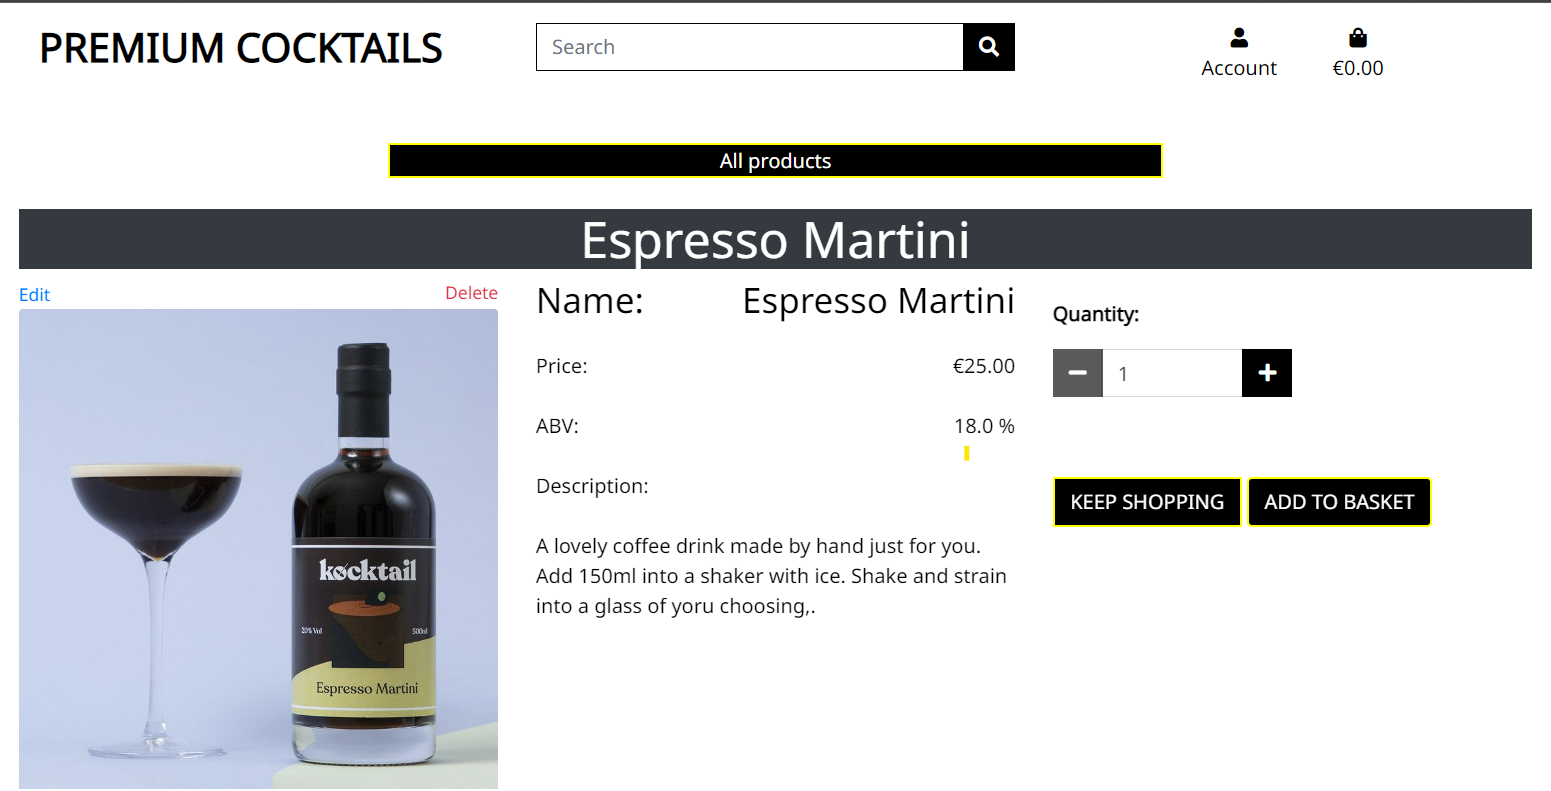 PREMIUM COCKTAILS
Search
Account
€0.00
All products
Espresso Martini
Edit
Delete
Name:
Espresso Martini
Price:
€25.00
ABV:
18.0 %
Description:
A lovely coffee drink made by hand just for you.
Add 150ml into a shaker with ice. Shake and strain
into a glass of yoru choosing,.
Quantity:
1
KEEP SHOPPING
ADD TO BASKET
køcktail
20% Vol
500ml
Espresso Martini